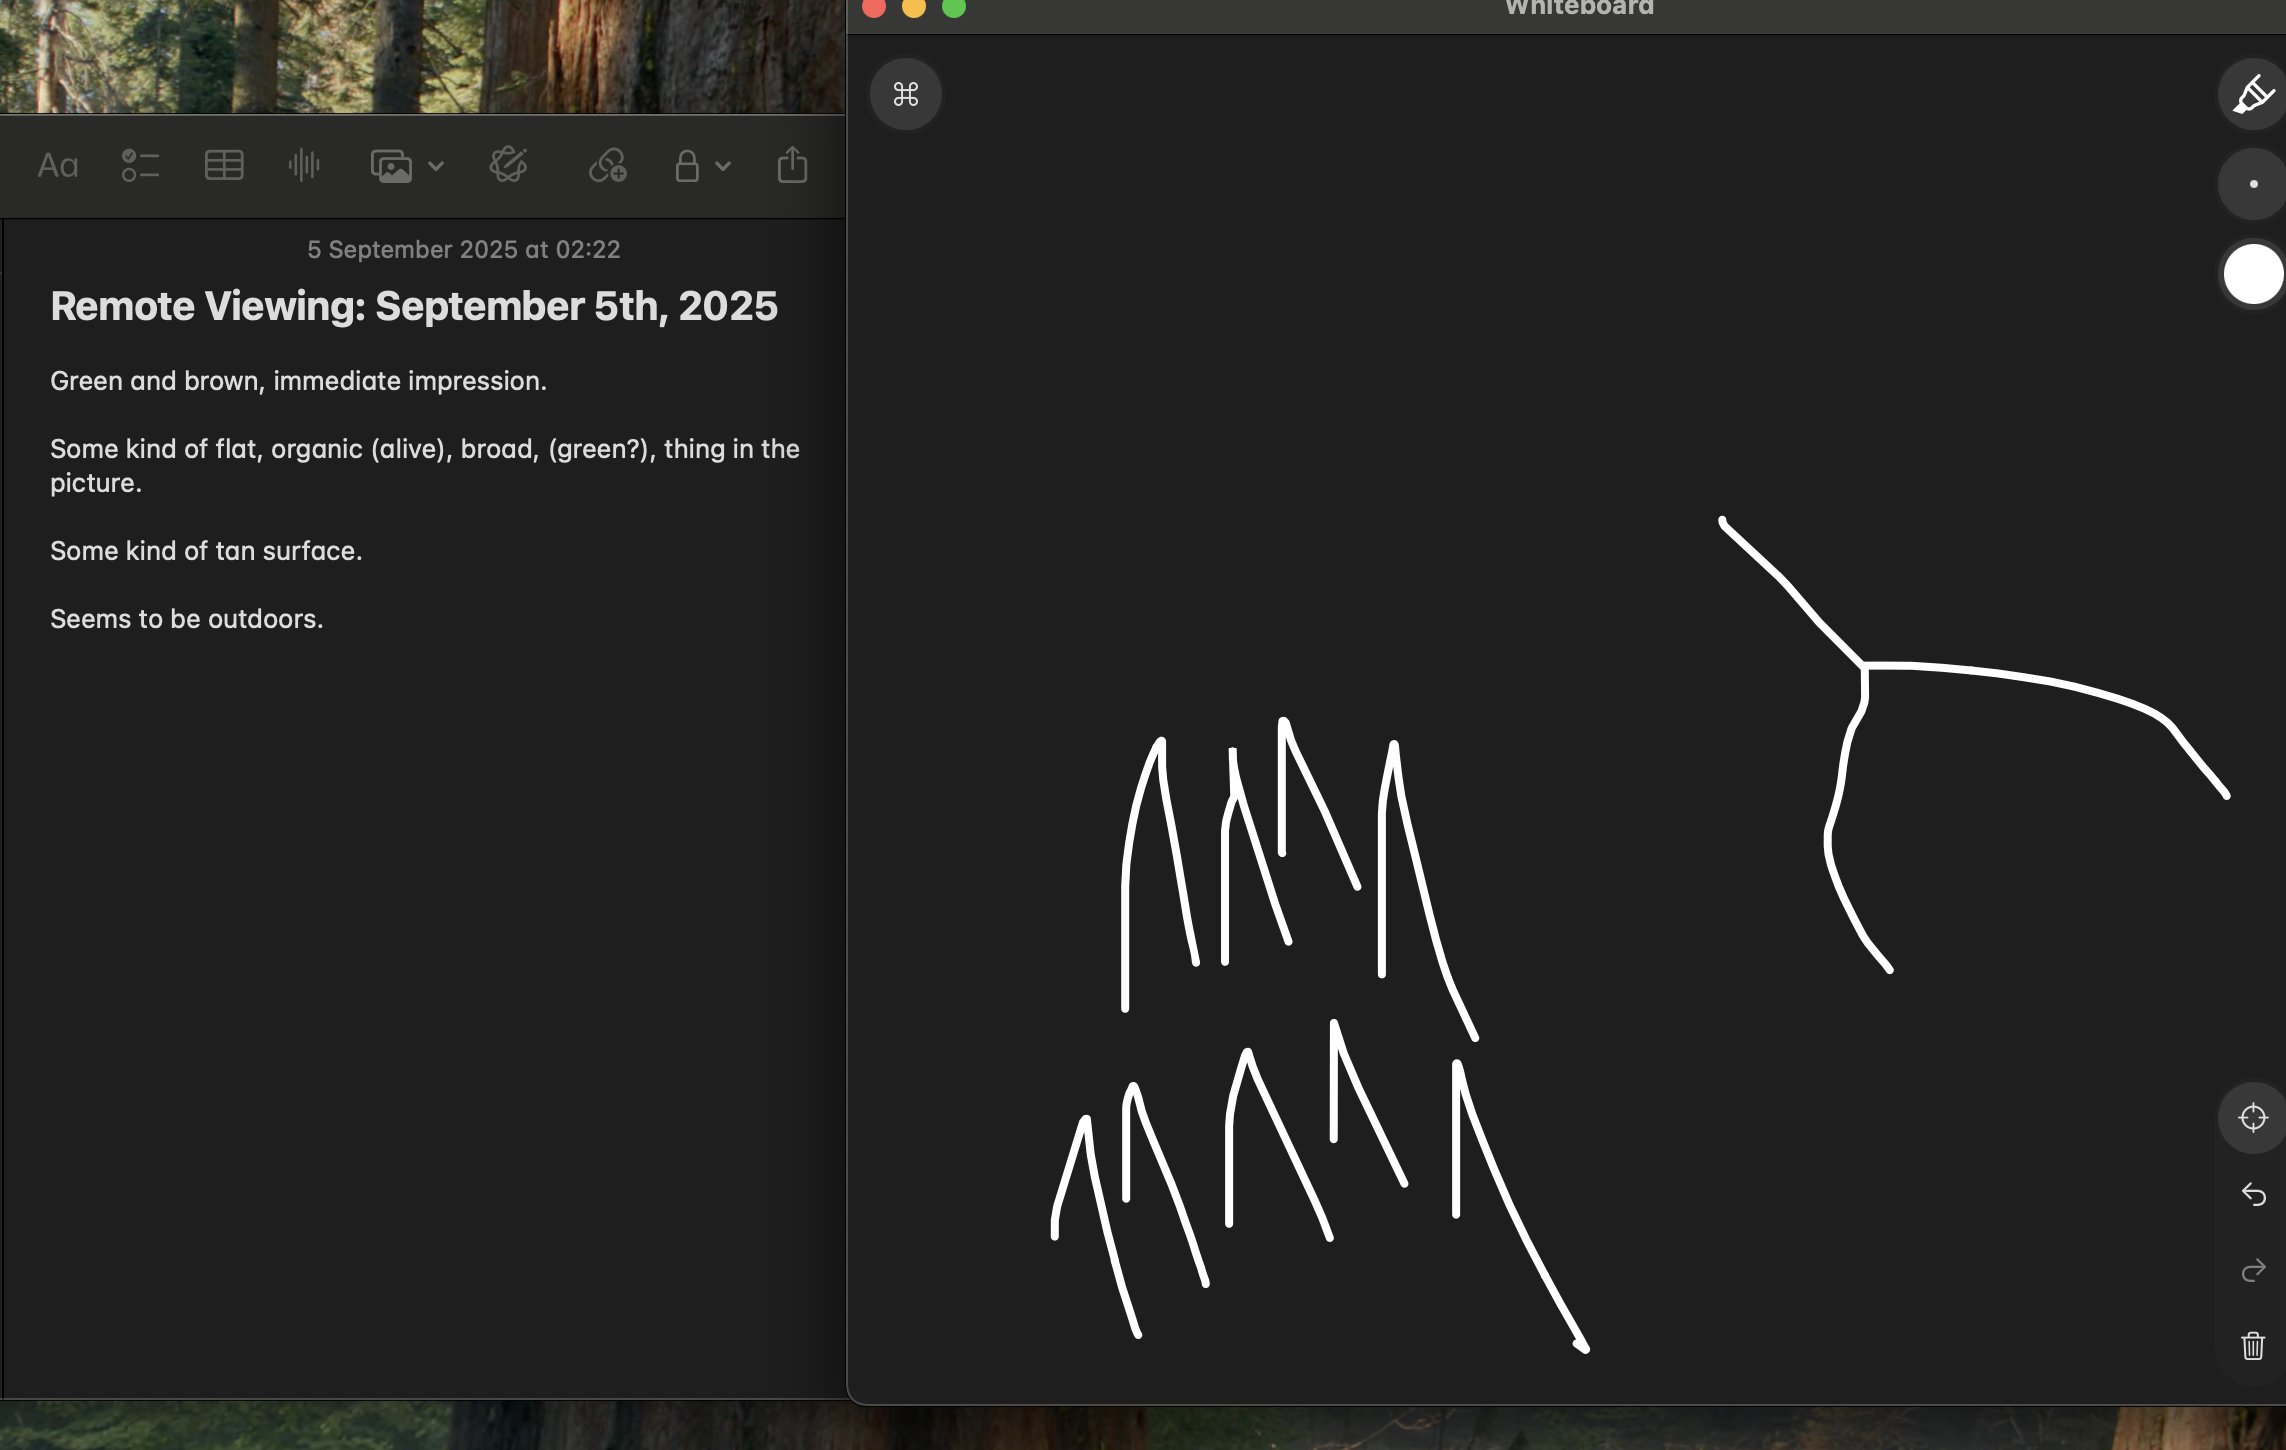 Whiteboard
Aa
5 September 2025 at 02:22
Remote Viewing: September 5th, 2025
Green and brown, immediate impression.
Some kind of flat, organic (alive), broad, (green?), thing in the
picture.
Some kind of tan surface.
Seems to be outdoors.